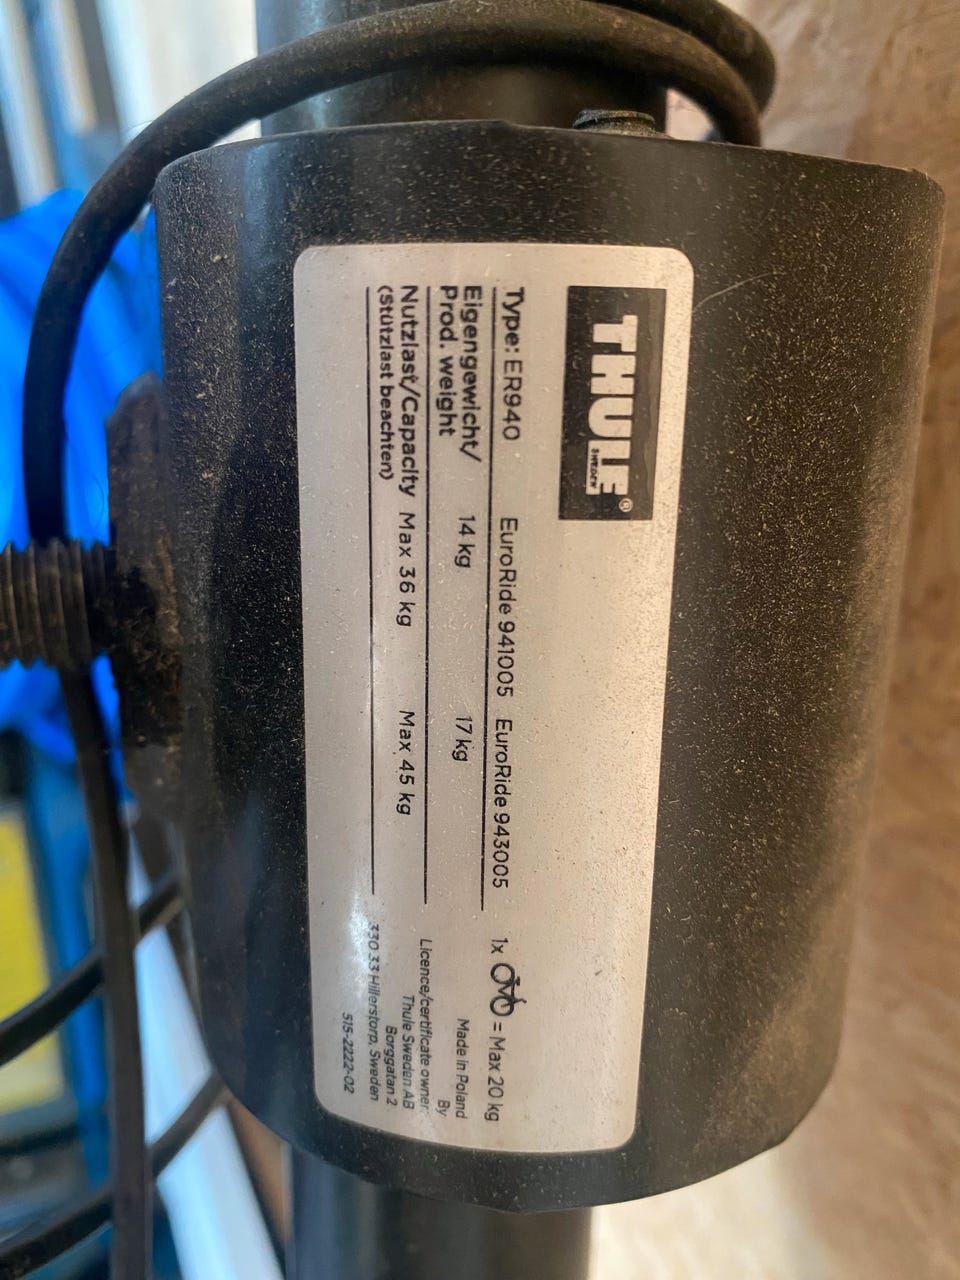 THULE®
SWEDEN
Type: ER940 EuroRide 941005 EuroRide 943005 1x = Max 20 kg
Eigengewicht/ 14 kg 17 kg
Prod. weight
Nutzlast/Capacity Max 36 kg Max 45 kg
(Stützlast beachten)
Made in Poland
By
Licence/certificate owner:
Thule Sweden AB
Borggatan 2
330 33 Hillerstorp, Sweden
515-2222-02